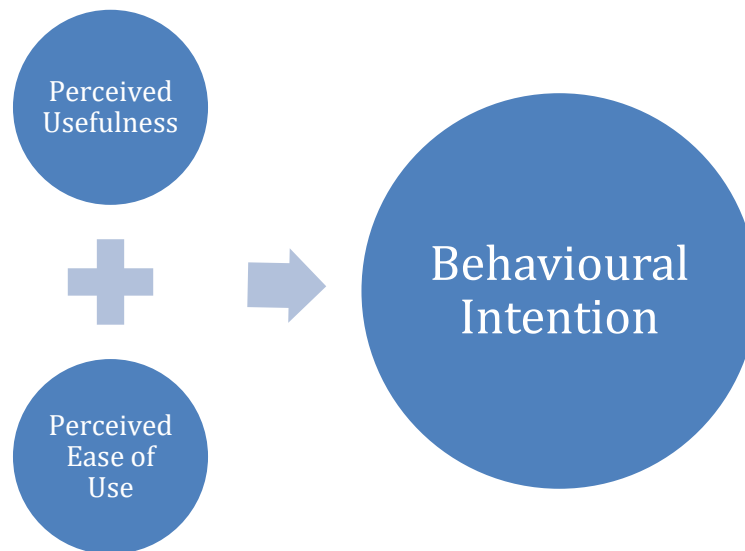 Perceived
Usefulness
Perceived
Ease of
Use
Behavioural
Intention